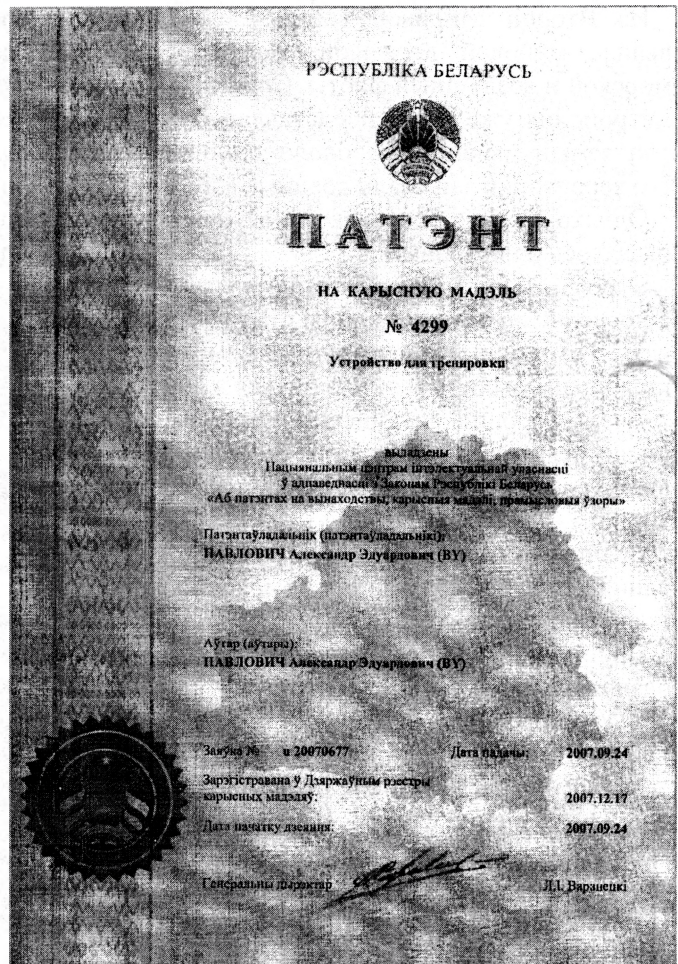 РЭСПУБЛІКА БЕЛАРУСЬ
ПАТЭНТ
НА КАРЫСНУЮ МАДЭЛЬ
№ 4299
Устройство для тренировки
выдадзены
Нацыянальным цэнтрам інтэлектуальнай уласнасці
ў адпаведнасці з Законам Рэспублікі Беларусь
«Аб патэнтах на вынаходствы, карысныя мадэлі, прамысловыя ўзоры»
Патэнтаўладальнік (патэнтаўладальнікі):
ПАВЛОВИЧ Александр Эдуардович (BY)
Аўтар (аўтары):
ПАВЛОВИЧ Александр Эдуардович (BY)
Заяўка № u 20070677 Дата падачы: 2007.09.24
Зарэгістравана ў Дзяржаўным рэестры
карысных мадэляў: 2007.12.17
Дата пачатку дзеяння: 2007.09.24
Генеральны дырэктар Л.І. Варанецкі